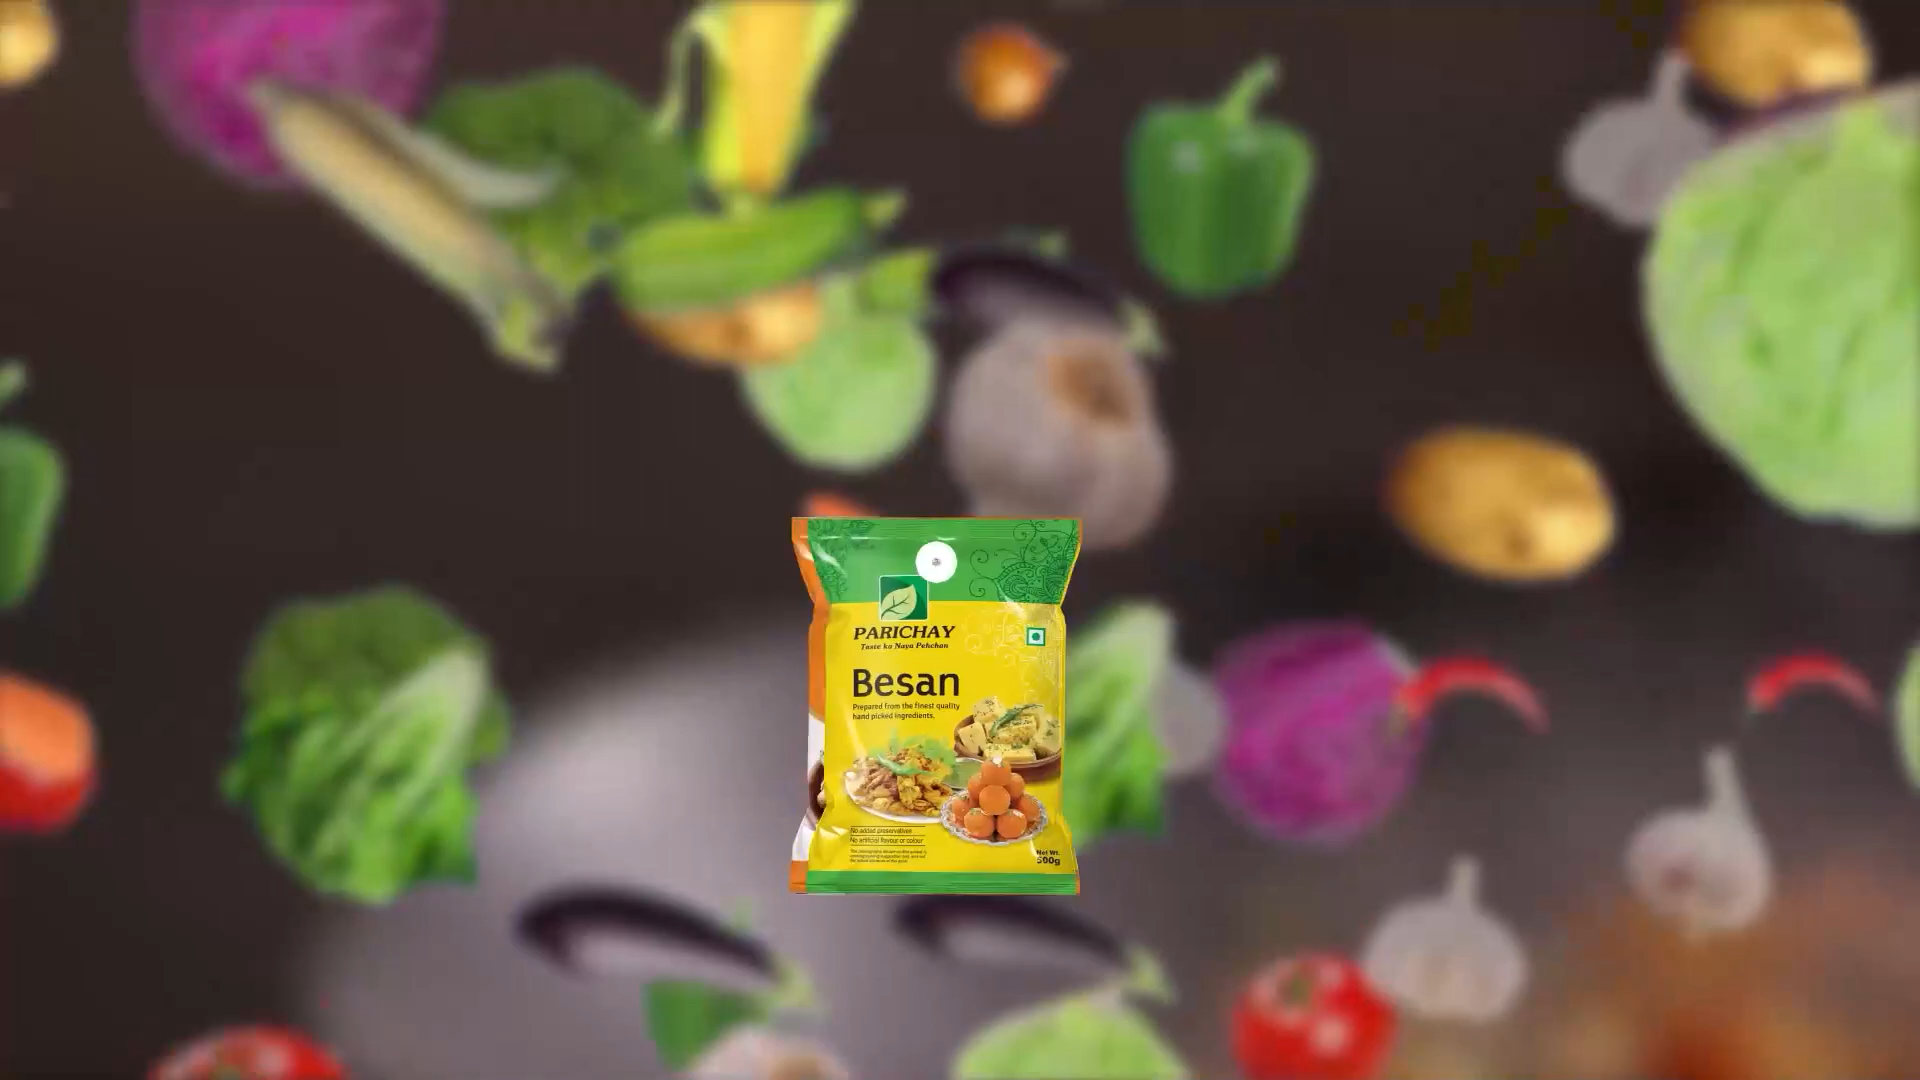 PARICHAY
Taste ka Naya Pehchan
Besan
Prepared from the finest quality
hand picked ingredients.
No added preservatives
No artificial flavour or colour
Net Wt.
500g